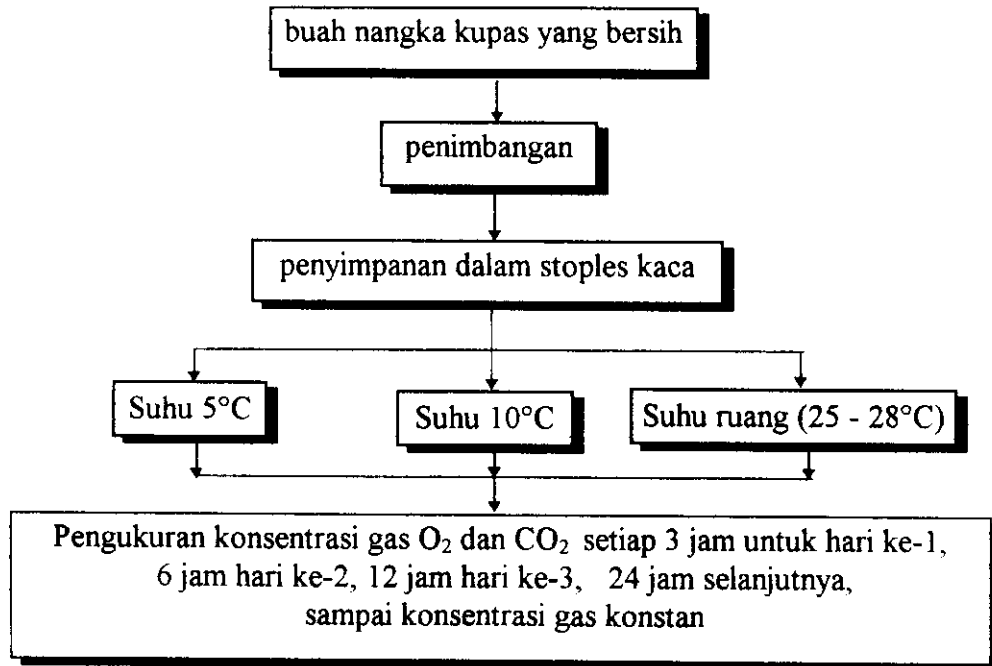 buah nangka kupas yang bersih
penimbangan
penyimpanan dalam stoples kaca
Suhu 5°C
Suhu 10°C
Suhu ruang (25 - 28°C)
Pengukuran konsentrasi gas O₂ dan CO₂ setiap 3 jam untuk hari ke-1,
6 jam hari ke-2, 12 jam hari ke-3, 24 jam selanjutnya,
sampai konsentrasi gas konstan